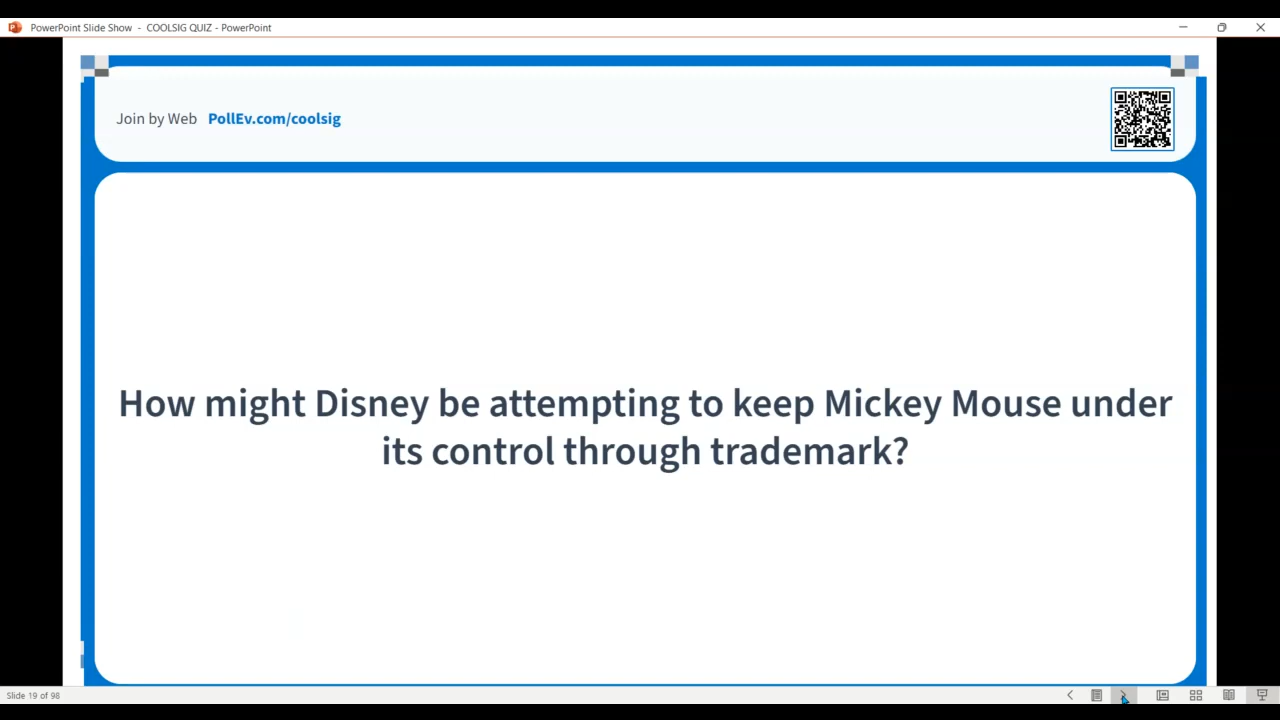 PowerPoint Slide Show - COOLSIG QUIZ - PowerPoint
Join by Web PollEv.com/coolsig
How might Disney be attempting to keep Mickey Mouse under
its control through trademark?
Slide 19 of 98